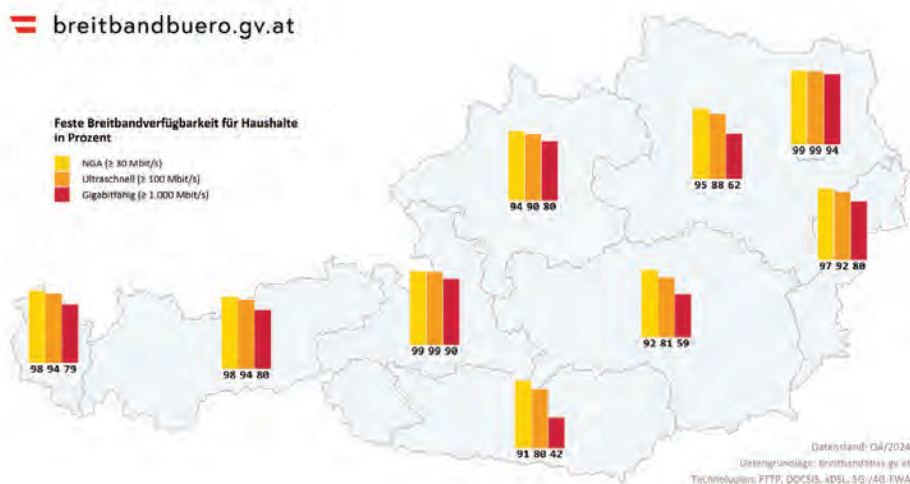 breitbandbuero.gv.at
Feste Breitbandverfügbarkeit für Haushalte
in Prozent
NGA (≥ 30 Mbit/s)
Ultraschnell (≥ 100 Mbit/s)
Gigabitfähig (≥ 1.000 Mbit/s)
99 99 94
95 88 62
94 90 80
97 92 80
92 81 59
99 99 90
98 94 80
98 94 79
91 80 42
Datenstand: Q4/2024
Datengrundlage: Breitbandatlas.gv.at
Technologien: FTTP, DOCSIS, xDSL, 5G-/4G-FWA